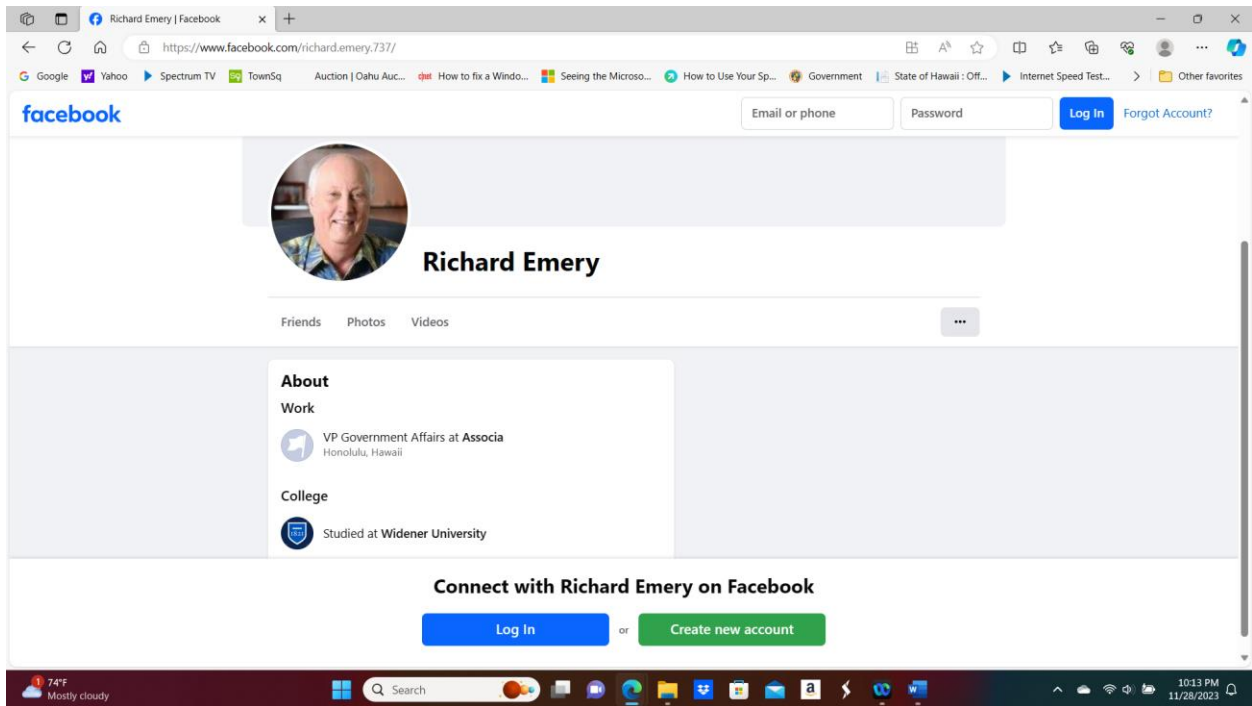 Richard Emery | Facebook
https://www.facebook.com/richard.emery.737/
Google Yahoo Spectrum TV TownSq Auction | Oahu Auc... cjnet How to fix a Windo... Seeing the Microso... How to Use Your Sp... Government State of Hawaii : Off... Internet Speed Test... Other favorites
facebook Email or phone Password Log In Forgot Account?
Richard Emery
Friends Photos Videos
About
Work
VP Government Affairs at Associa
Honolulu, Hawaii
College
Studied at Widener University
Connect with Richard Emery on Facebook
Log In or Create new account
1 74°F
Mostly cloudy
Search
10:13 PM
11/28/2023